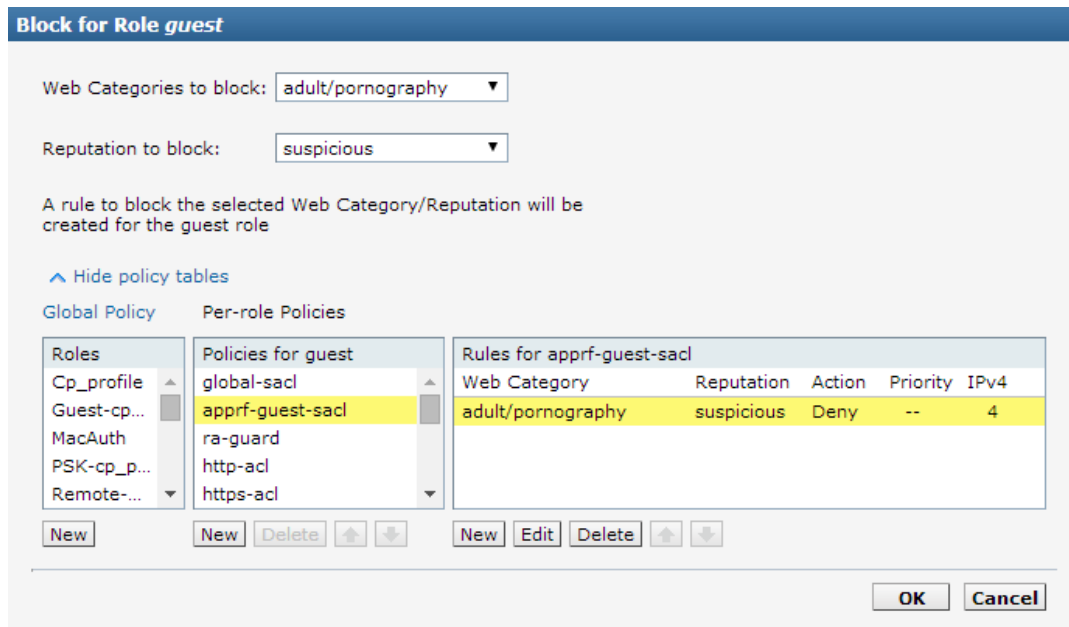 Block for Role guest
Web Categories to block: adult/pornography
Reputation to block: suspicious
A rule to block the selected Web Category/Reputation will be
created for the guest role
Hide policy tables
Global Policy Per-role Policies
Roles Policies for guest Rules for apprf-guest-sacl
Cp_profile global-sacl Web Category Reputation Action Priority IPv4
Guest-cp... apprf-guest-sacl adult/pornography suspicious Deny -- 4
MacAuth ra-guard
PSK-cp_p... http-acl
Remote-... https-acl
New New Delete New Edit Delete
OK Cancel